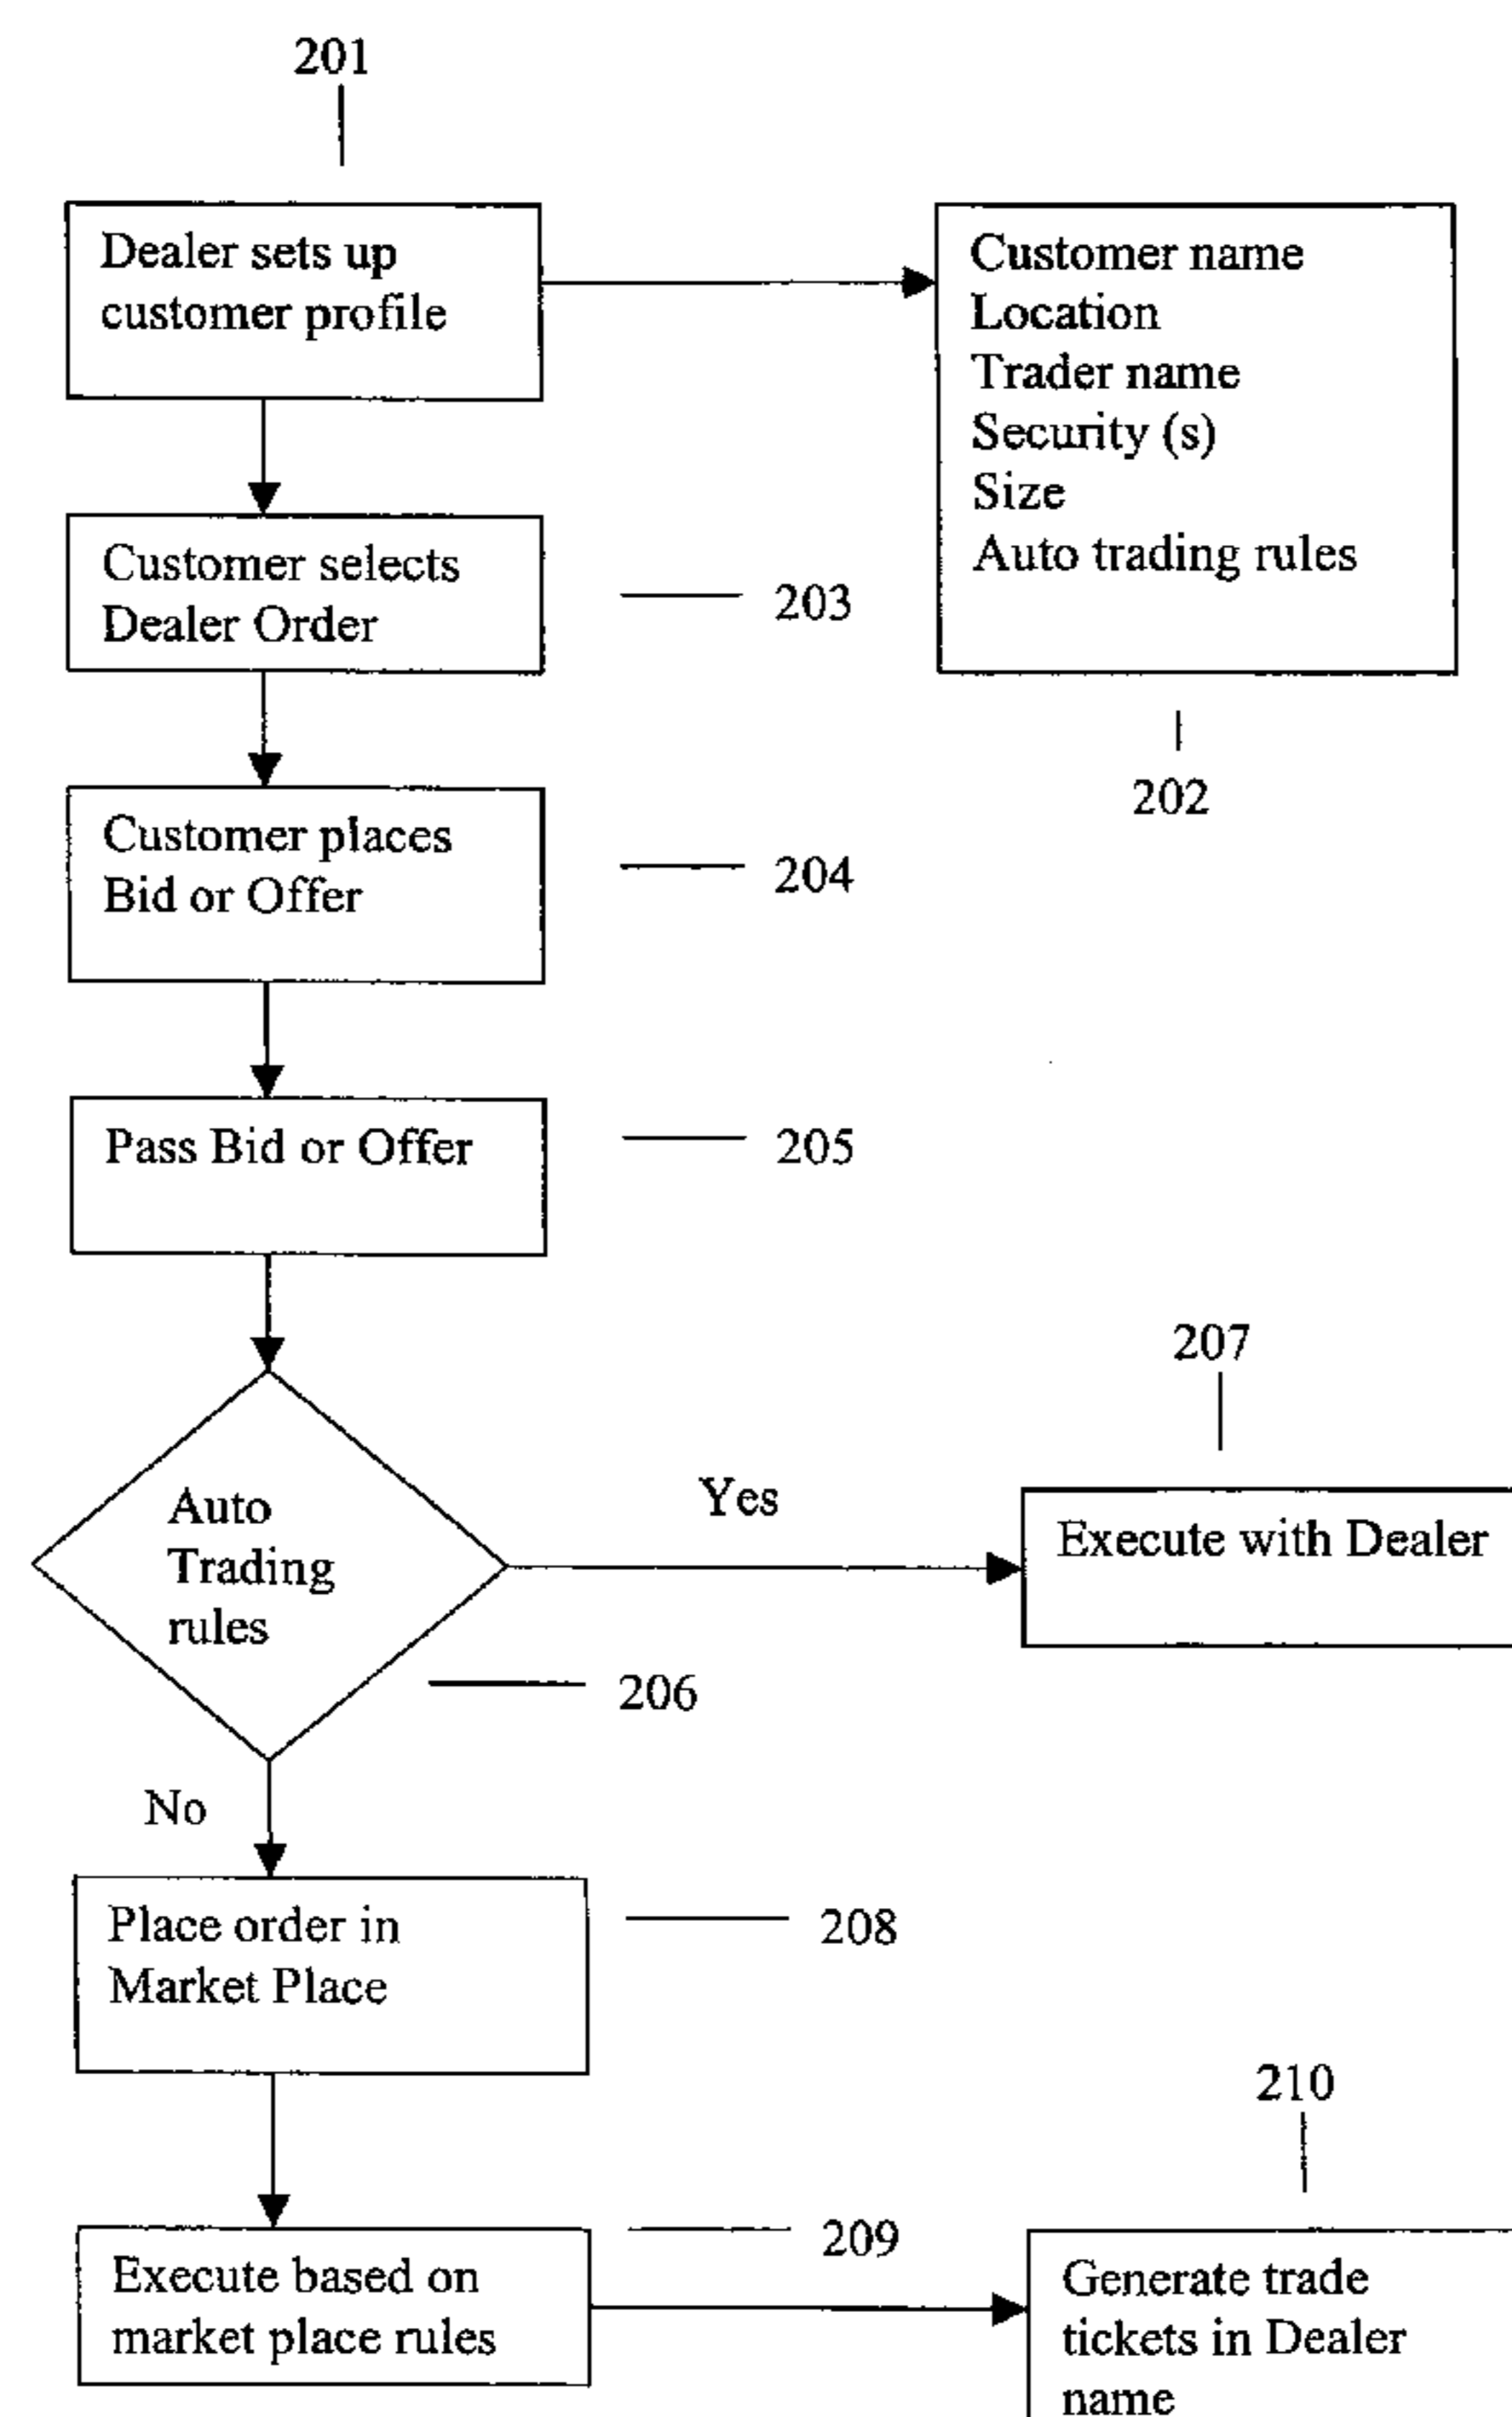 201
Dealer sets up
customer profile
Customer name
Location
Trader name
Security (s)
Size
Auto trading rules
202
Customer selects
Dealer Order
203
Customer places
Bid or Offer
204
Pass Bid or Offer
205
Auto
Trading
rules
206
Yes
207
Execute with Dealer
No
Place order in
Market Place
208
Execute based on
market place rules
209
210
Generate trade
tickets in Dealer
name